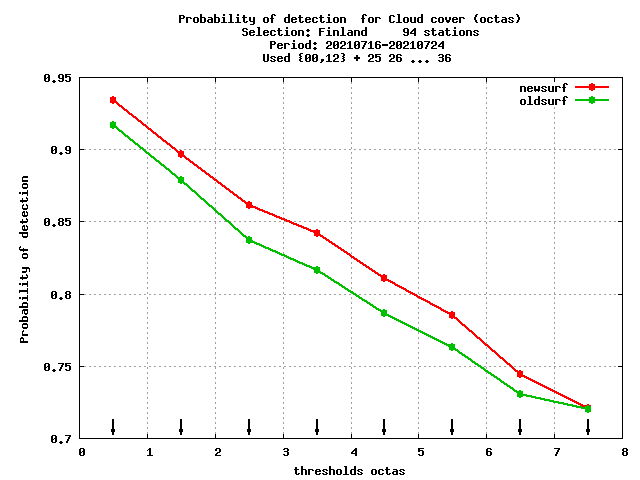 Probability of detection  for Cloud cover (octas)
Selection: Finland     94 stations
Period: 20210716-20210724
Used {00,12} + 25 26 ... 36
newsurf
oldsurf
Probability of detection
0.95
0.9
0.85
0.8
0.75
0.7
0 1 2 3 4 5 6 7 8
thresholds octas